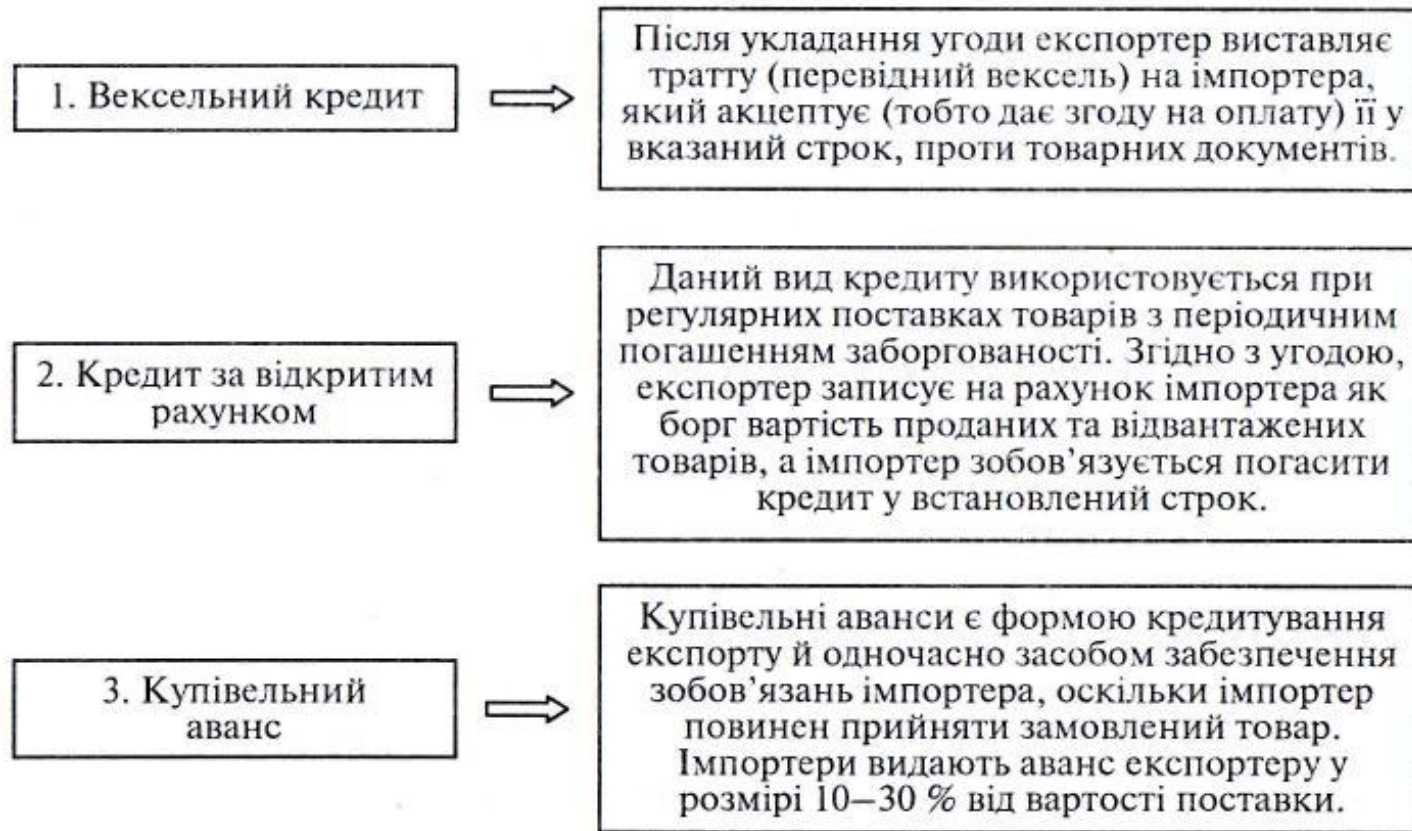 1. Вексельний кредит
Після укладання угоди експортер виставляє
тратту (перевідний вексель) на імпортера,
який акцептує (тобто дає згоду на оплату) її у
вказаний строк, проти товарних документів.
2. Кредит за відкритим
рахунком
Даний вид кредиту використовується при
регулярних поставках товарів з періодичним
погашенням заборгованості. Згідно з угодою,
експортер записує на рахунок імпортера як
борг вартість проданих та відвантажених
товарів, а імпортер зобов’язується погасити
кредит у встановлений строк.
3. Купівельний
аванс
Купівельні аванси є формою кредитування
експорту й одночасно засобом забезпечення
зобов’язань імпортера, оскільки імпортер
повинен прийняти замовлений товар.
Імпортери видають аванс експортеру у
розмірі 10–30 % від вартості поставки.